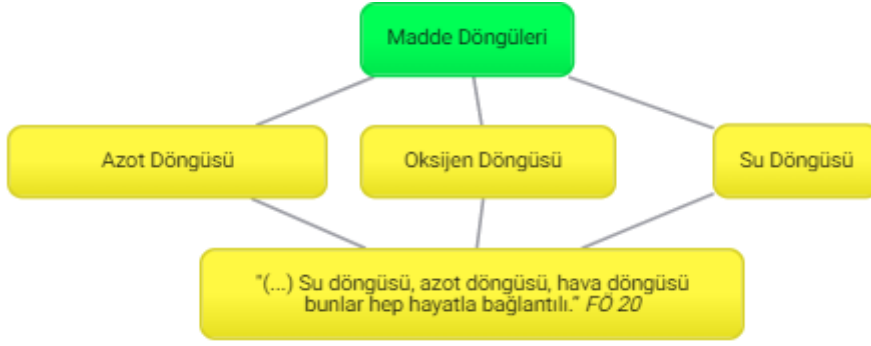 Madde Döngüleri
Azot Döngüsü
Oksijen Döngüsü
Su Döngüsü
"(...) Su döngüsü, azot döngüsü, hava döngüsü
bunlar hep hayatla bağlantılı." FÖ 20